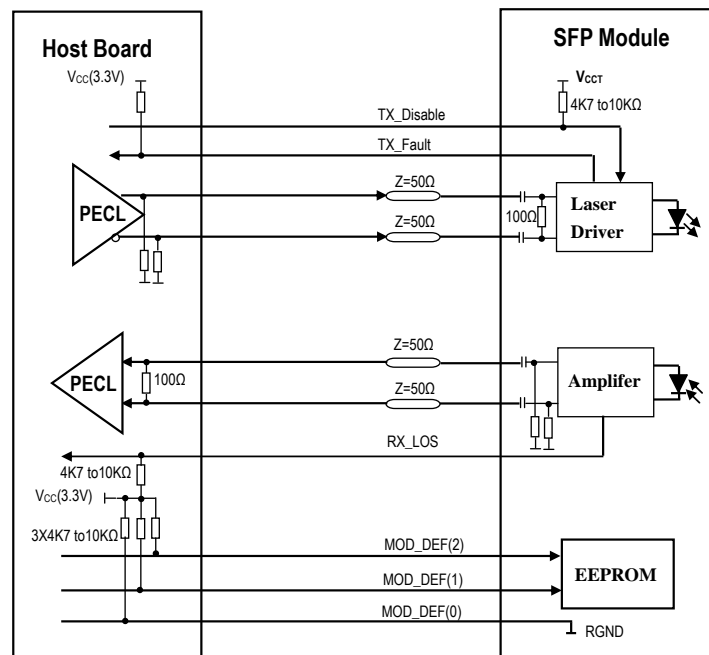 Host Board
SFP Module
VCC(3.3V)
VCCT
4K7 to10KΩ
TX_Disable
TX_Fault
Z=50Ω
PECL
100Ω
Laser
Driver
Z=50Ω
Z=50Ω
PECL
100Ω
Z=50Ω
Amplifer
RX_LOS
4K7 to10KΩ
VCC(3.3V)
3X4K7 to10KΩ
MOD_DEF(2)
EEPROM
MOD_DEF(1)
MOD_DEF(0)
RGND